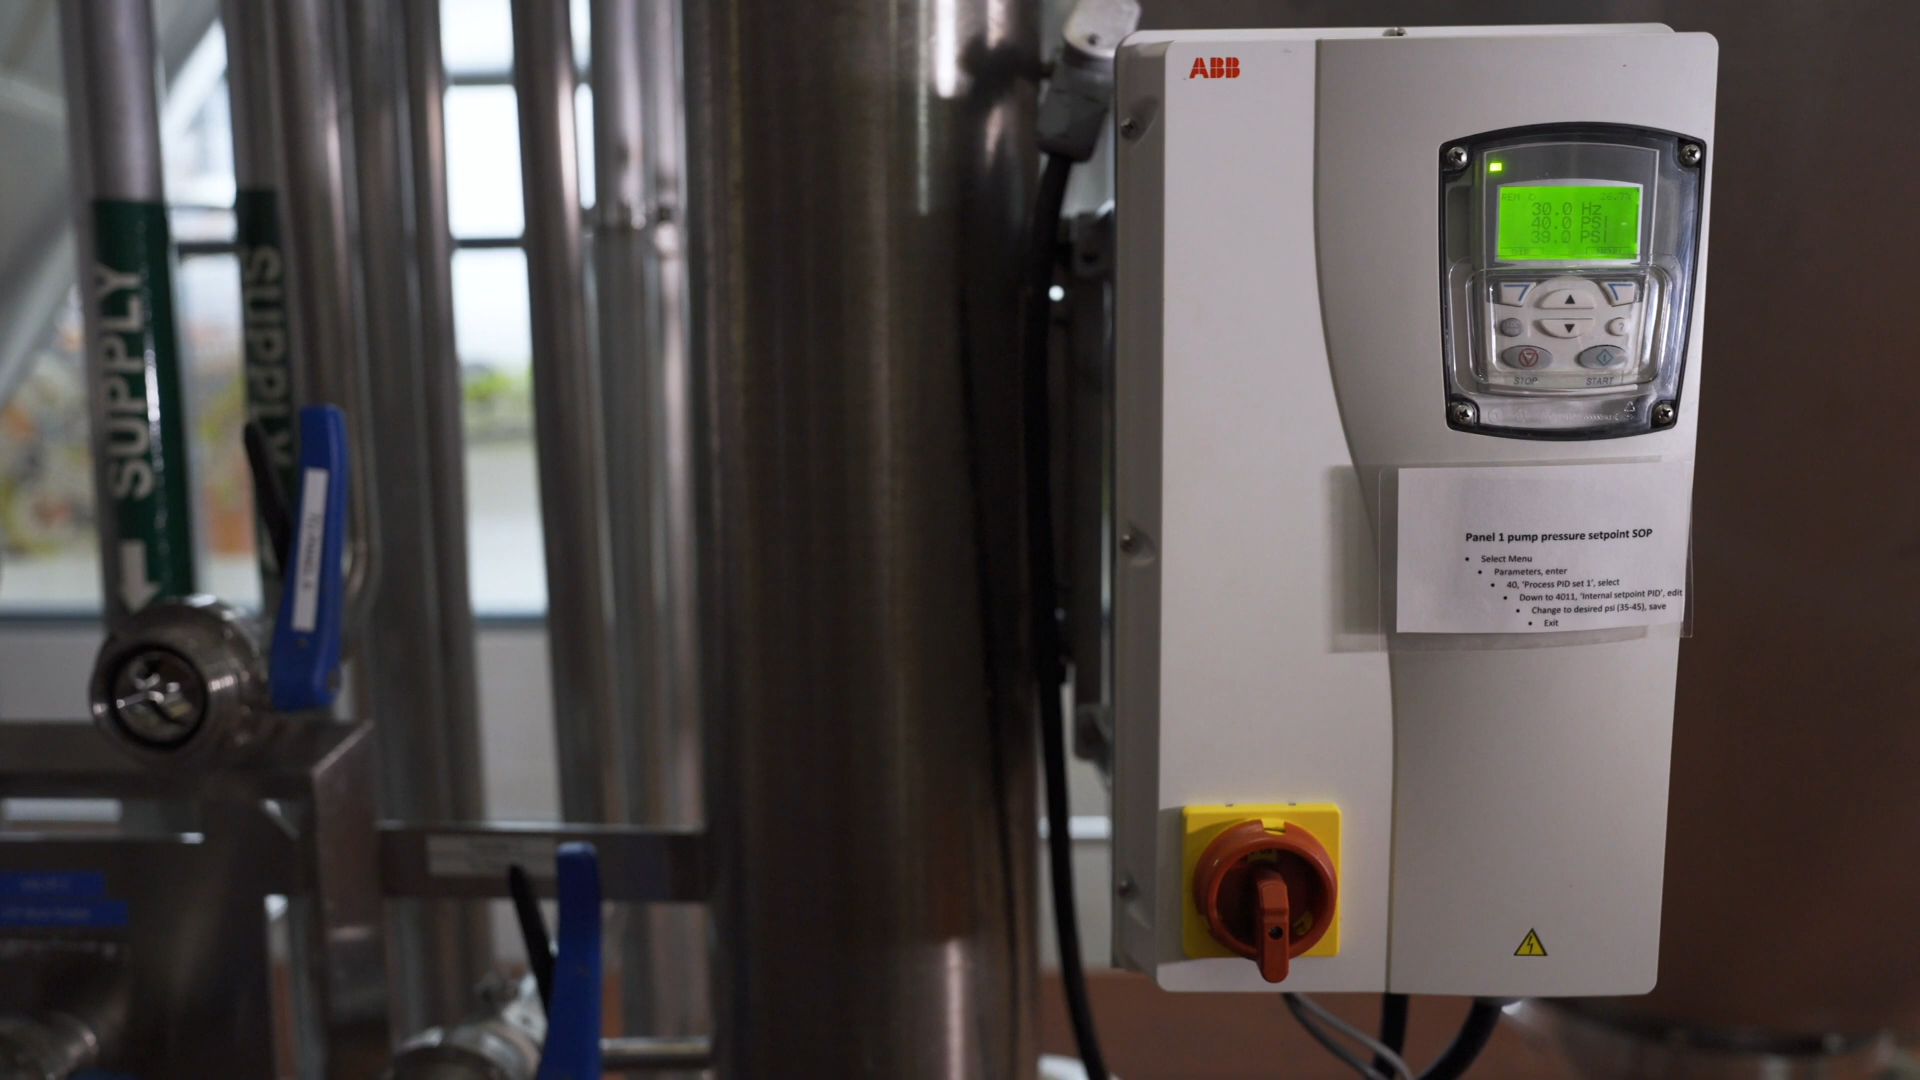 SUPPLY
SUPPLY
ABB
REM
30.0 Hz
40.0 PSI
39.0 PSI
?
STOP
START
Panel 1 pump pressure setpoint SOP
• Select Menu
• Parameters, enter
• 40, 'Process PID set 1', select
• Down to 4011, 'Internal setpoint PID', edit
• Change to desired psi (35-45), save
• Exit